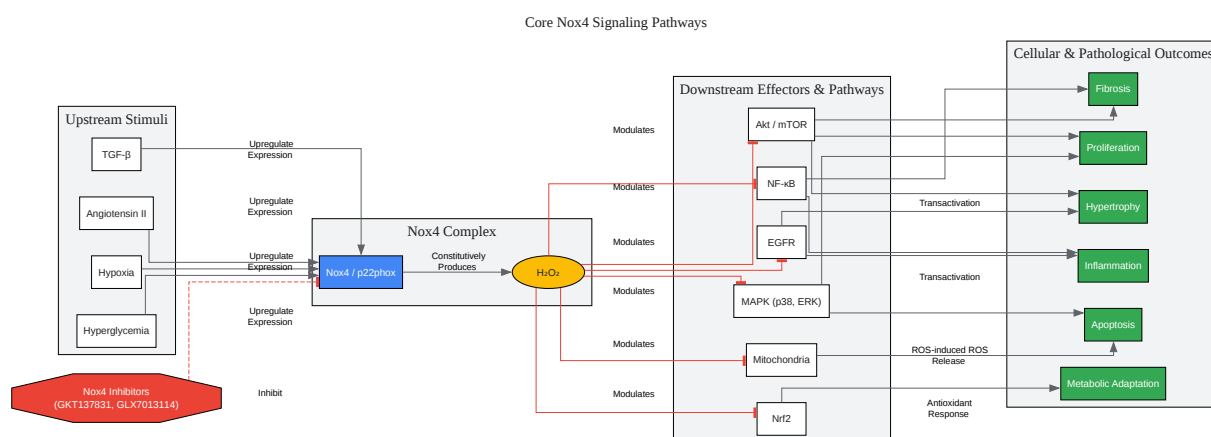 Core Nox4 Signaling Pathways
Upstream Stimuli
TGF-β
Angiotensin II
Hypoxia
Hyperglycemia
Nox4 Inhibitors
(GKT137831, GLX7013114)
Upregulate
Expression
Upregulate
Expression
Upregulate
Expression
Upregulate
Expression
Inhibit
Nox4 Complex
Nox4 / p22phox
Constitutively
Produces
H₂O₂
Modulates
Modulates
Modulates
Modulates
Modulates
Modulates
Downstream Effectors & Pathways
Akt / mTOR
NF-κB
EGFR
MAPK (p38, ERK)
Mitochondria
Nrf2
Transactivation
Transactivation
ROS-induced ROS
Release
Antioxidant
Response
Cellular & Pathological Outcomes
Fibrosis
Proliferation
Hypertrophy
Inflammation
Apoptosis
Metabolic Adaptation